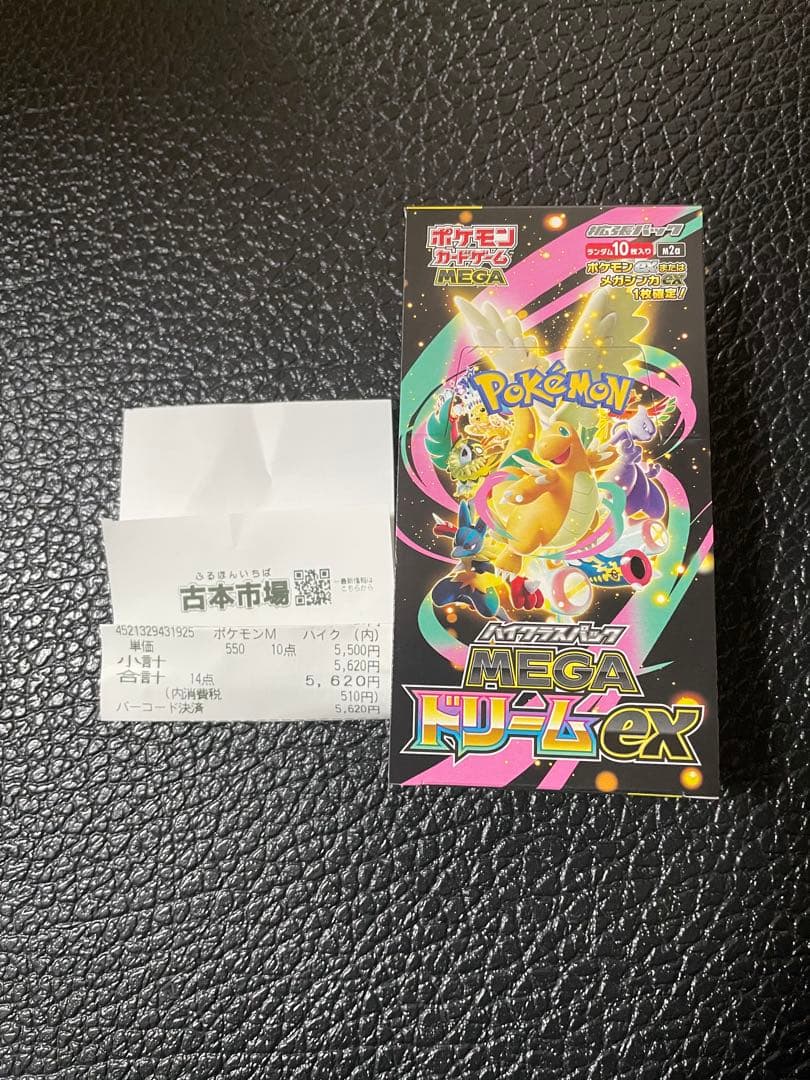 ふるほんいちば
古本市場
最新情報は
こちらから
4521329431925 ポケモンM ハイク (内)
単価 550 10点 5,500円
小計 5,620円
合計 14点 5,620円
(内消費税 510円)
バーコード決済 5,620円
ポケモン
カードゲーム
MEGA
拡張パック
ランダム10枚入り M2a
ポケモンexまたは
メガシンカex
1枚確定!
POKÉMON
ハイクラスパック
MEGA
ドリームex